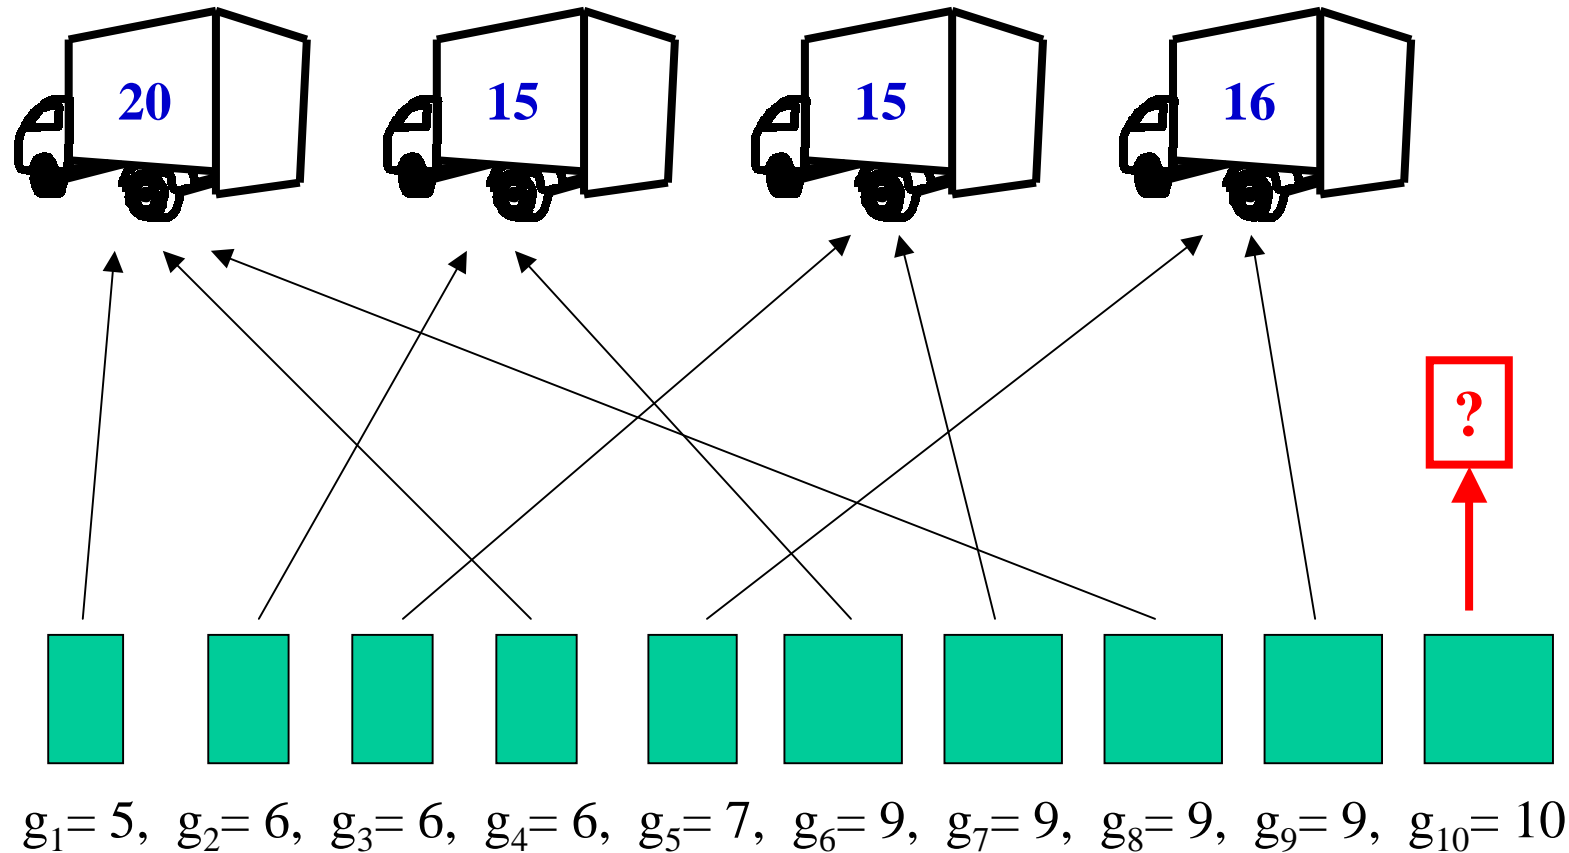 20 15 15 16
?
g1= 5, g2= 6, g3= 6, g4= 6, g5= 7, g6= 9, g7= 9, g8= 9, g9= 9, g10= 10